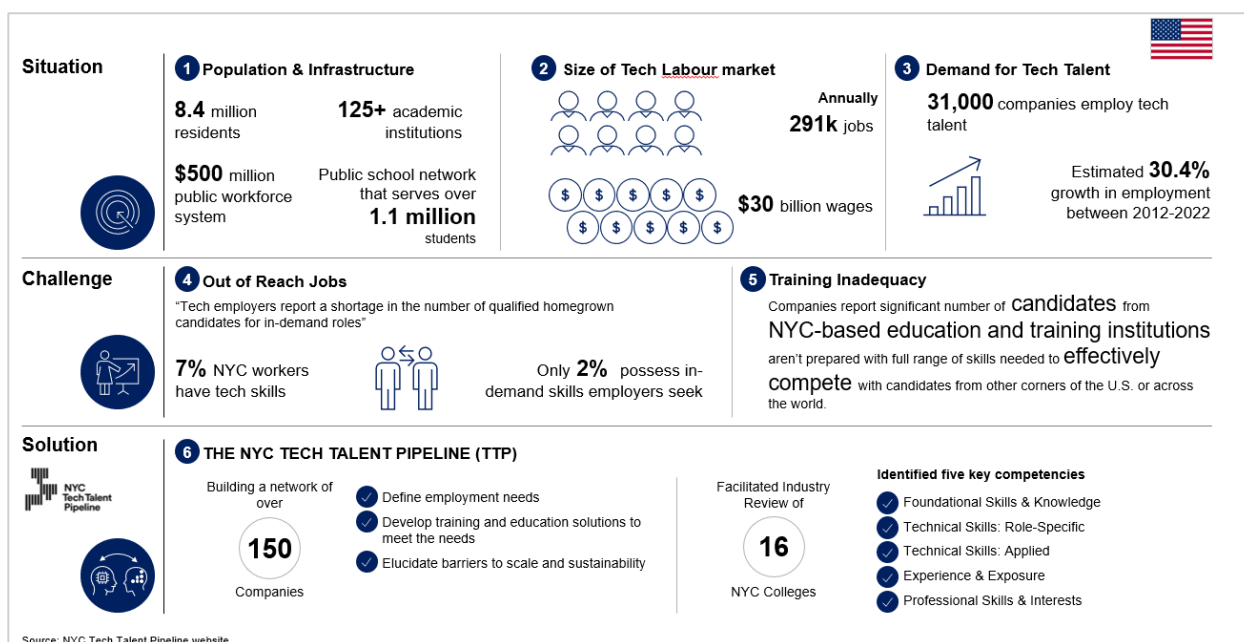 Situation
1 Population & Infrastructure
8.4 million
residents
125+ academic
institutions
$500 million
public workforce
system
Public school network
that serves over
1.1 million
students
2 Size of Tech Labour market
Annually
291k jobs
$ $ $ $ $
$ $ $ $ $
$30 billion wages
3 Demand for Tech Talent
31,000 companies employ tech
talent
Estimated 30.4%
growth in employment
between 2012-2022
Challenge
4 Out of Reach Jobs
“Tech employers report a shortage in the number of qualified homegrown
candidates for in-demand roles”
7% NYC workers
have tech skills
Only 2% possess in-
demand skills employers seek
5 Training Inadequacy
Companies report significant number of candidates from
NYC-based education and training institutions
aren’t prepared with full range of skills needed to effectively
compete with candidates from other corners of the U.S. or across
the world.
Solution
NYC
Tech Talent
Pipeline
6 THE NYC TECH TALENT PIPELINE (TTP)
Building a network of
over
150
Companies
Define employment needs
Develop training and education solutions to
meet the needs
Elucidate barriers to scale and sustainability
Facilitated Industry
Review of
16
NYC Colleges
Identified five key competencies
Foundational Skills & Knowledge
Technical Skills: Role-Specific
Technical Skills: Applied
Experience & Exposure
Professional Skills & Interests
Source: NYC Tech Talent Pipeline website